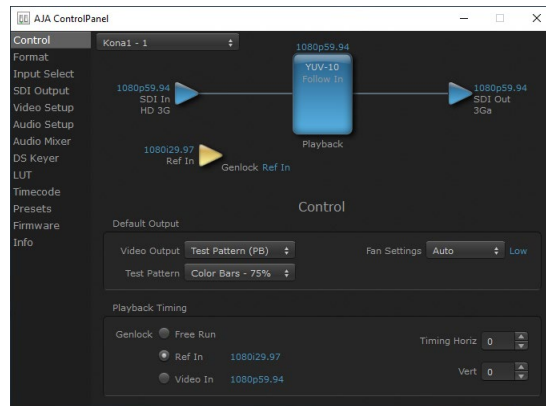 AJA ControlPanel
Control
Format
Input Select
SDI Output
Video Setup
Audio Setup
Audio Mixer
DS Keyer
LUT
Timecode
Presets
Firmware
Info
Kona1 - 1
1080p59.94
YUV-10
Follow In
1080p59.94
SDI In
HD 3G
1080p59.94
SDI Out
3Ga
Playback
1080i29.97
Ref In
Genlock Ref In
Control
Default Output
Video Output Test Pattern (PB)
Fan Settings Auto Low
Test Pattern Color Bars - 75%
Playback Timing
Genlock Free Run
Ref In 1080i29.97
Video In 1080p59.94
Timing Horiz 0
Vert 0